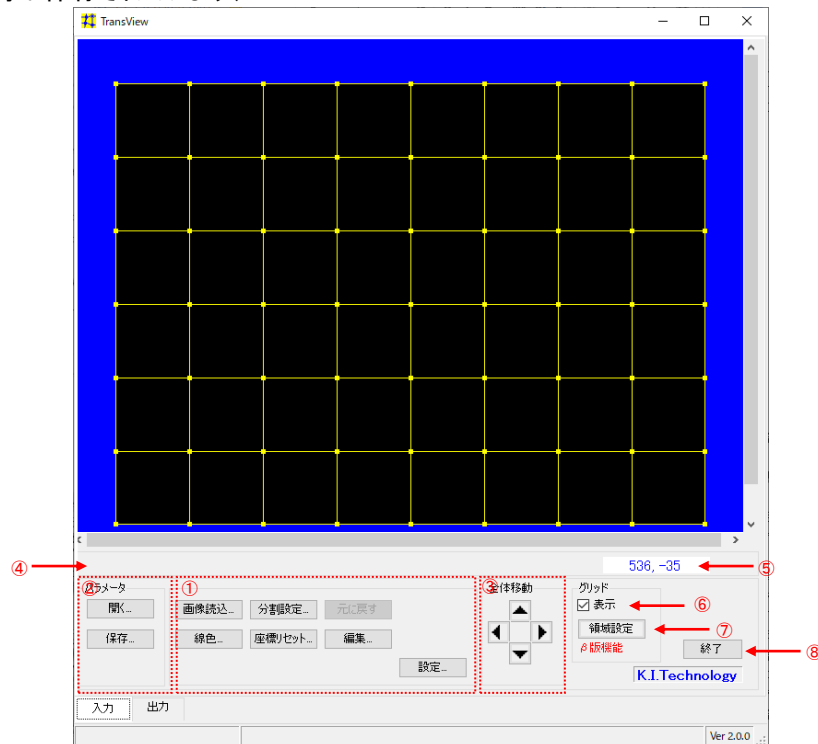 TransView
④
536, -35
⑤
②パラメータ
①
③全体移動
グリッド
開く...
画像読込...
分割設定...
元に戻す
表示
⑥
保存...
線色...
座標リセット...
編集...
領域設定
⑦
β版機能
終了
⑧
設定...
K.I.Technology
入力
出力
Ver 2.0.0